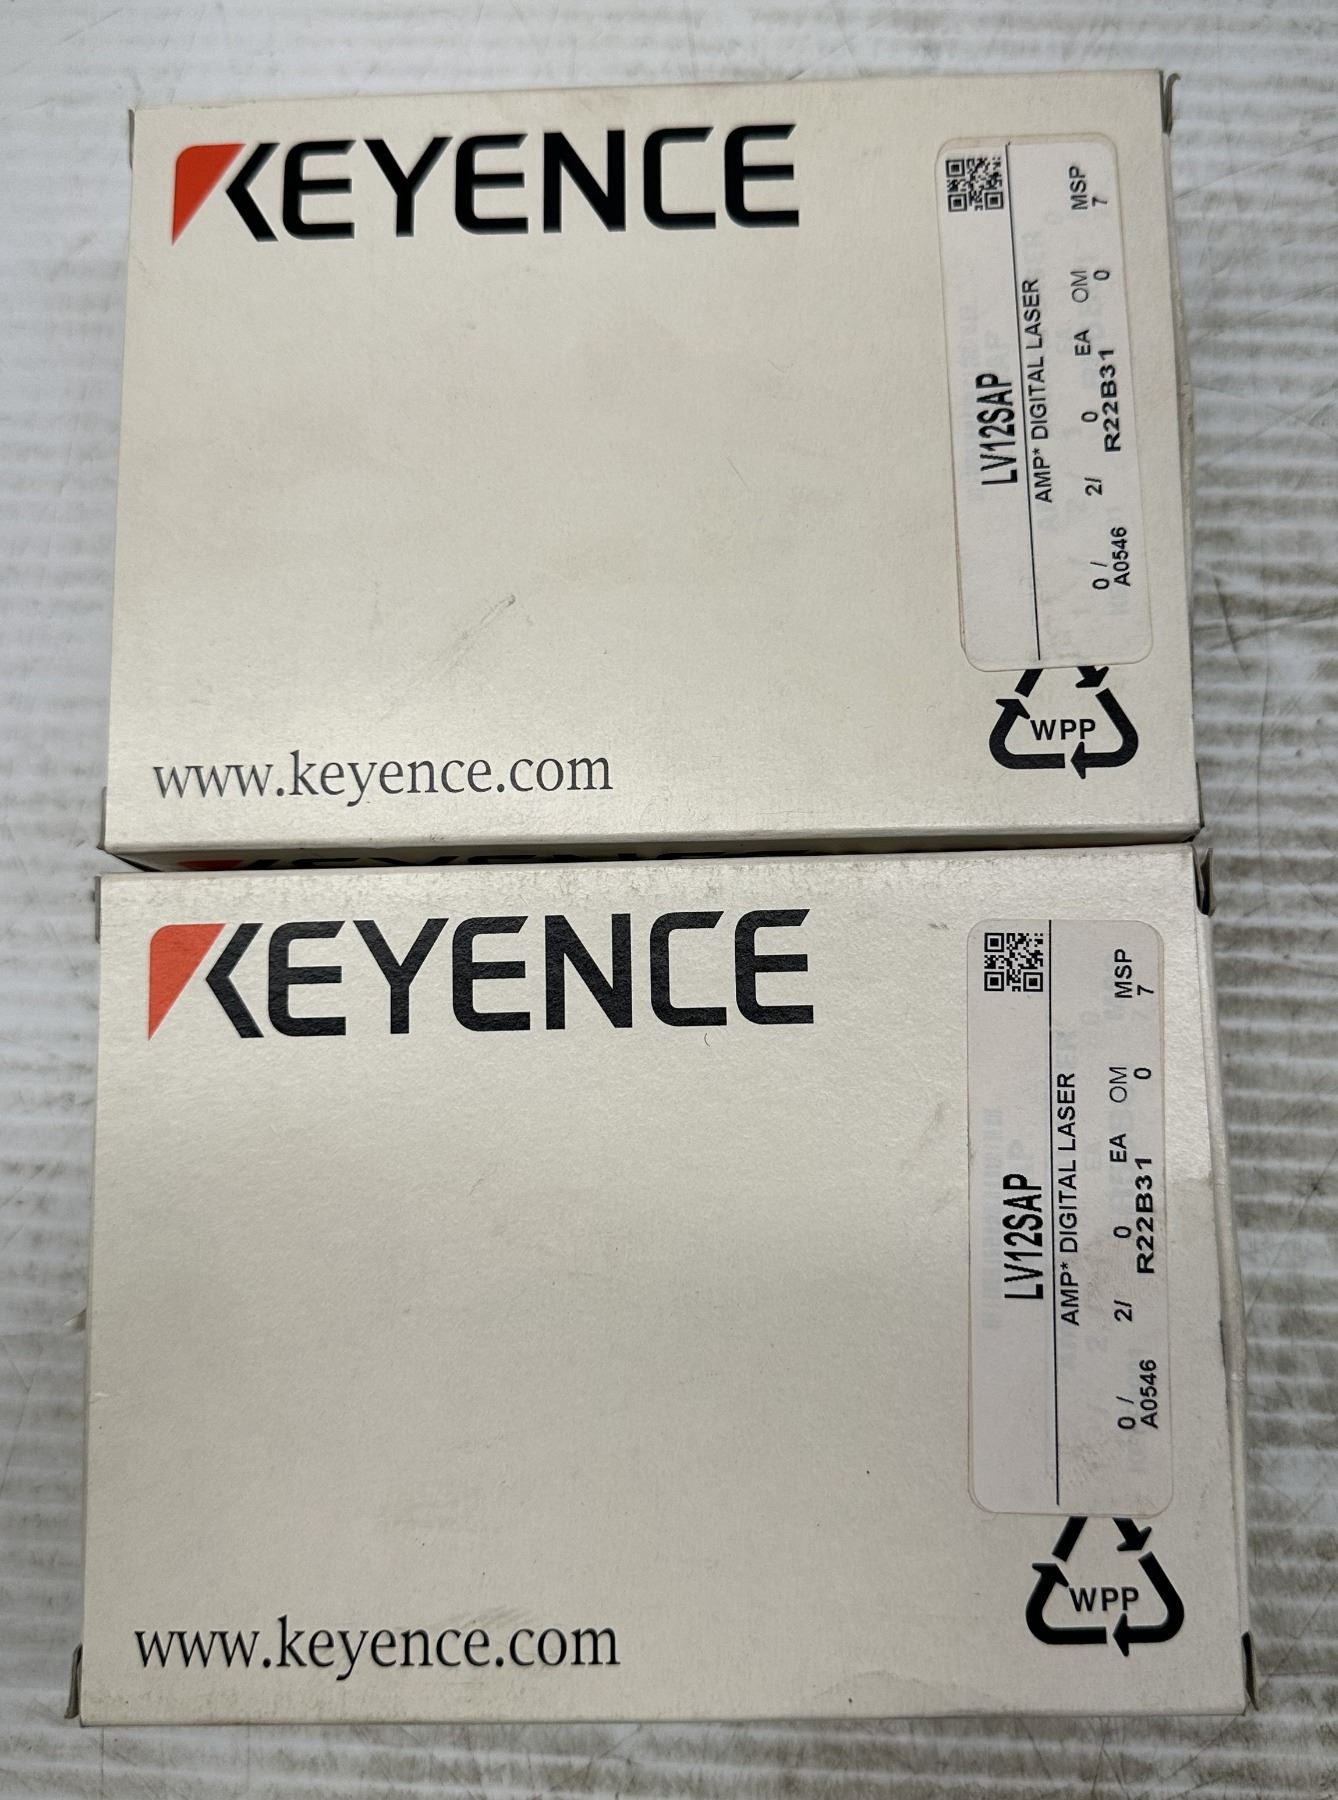 KEYENCE
LV12SAP
AMP* DIGITAL LASER
0 / 2/ 0 EA OM MSP
A0546 R22B31 0 7
WPP
www.keyence.com
KEYENCE
KEYENCE
LV12SAP
AMP* DIGITAL LASER
0 / 2/ 0 EA OM MSP
A0546 R22B31 0 7
WPP
www.keyence.com